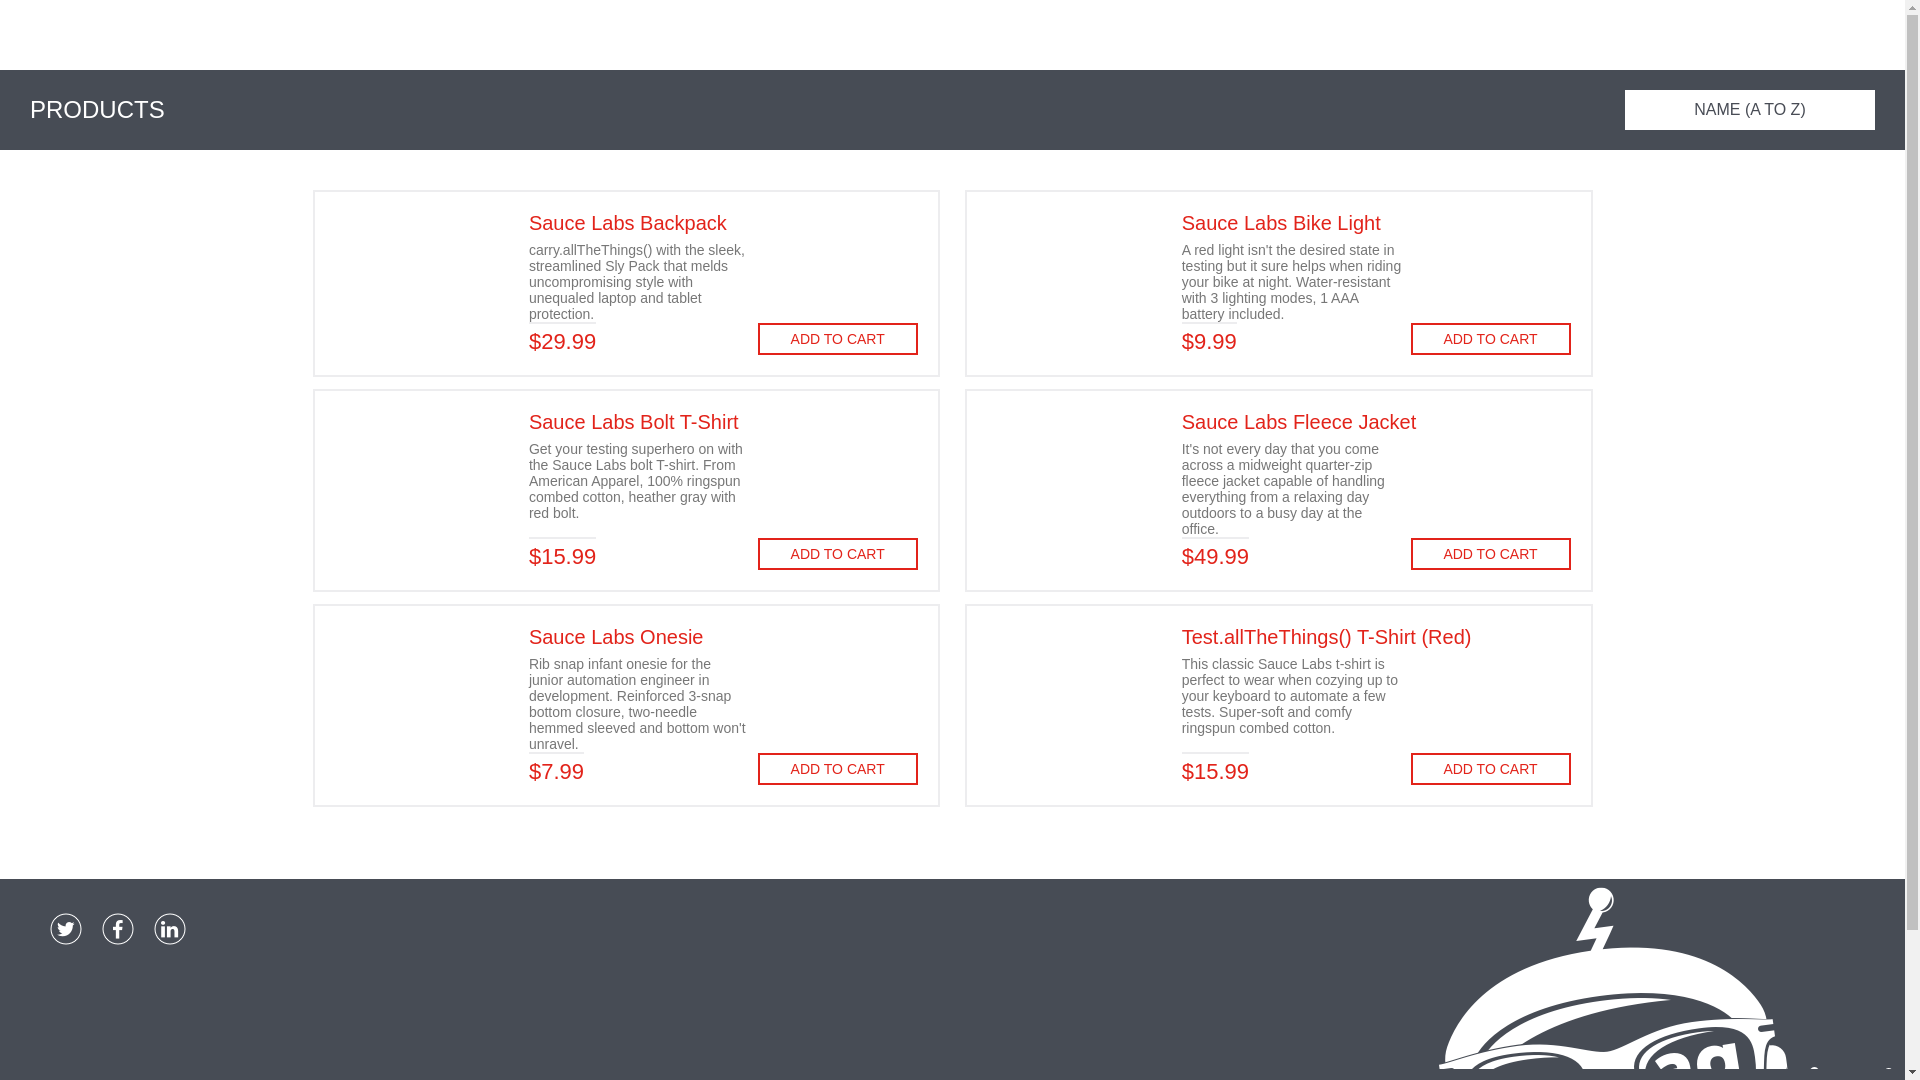 PRODUCTS
NAME (A TO Z)
Sauce Labs Backpack
carry.allTheThings() with the sleek,
streamlined Sly Pack that melds
uncompromising style with
unequaled laptop and tablet
protection.
$29.99
ADD TO CART
Sauce Labs Bike Light
A red light isn't the desired state in
testing but it sure helps when riding
your bike at night. Water-resistant
with 3 lighting modes, 1 AAA
battery included.
$9.99
ADD TO CART
Sauce Labs Bolt T-Shirt
Get your testing superhero on with
the Sauce Labs bolt T-shirt. From
American Apparel, 100% ringspun
combed cotton, heather gray with
red bolt.
$15.99
ADD TO CART
Sauce Labs Fleece Jacket
It's not every day that you come
across a midweight quarter-zip
fleece jacket capable of handling
everything from a relaxing day
outdoors to a busy day at the
office.
$49.99
ADD TO CART
Sauce Labs Onesie
Rib snap infant onesie for the
junior automation engineer in
development. Reinforced 3-snap
bottom closure, two-needle
hemmed sleeved and bottom won't
unravel.
$7.99
ADD TO CART
Test.allTheThings() T-Shirt (Red)
This classic Sauce Labs t-shirt is
perfect to wear when cozying up to
your keyboard to automate a few
tests. Super-soft and comfy
ringspun combed cotton.
$15.99
ADD TO CART